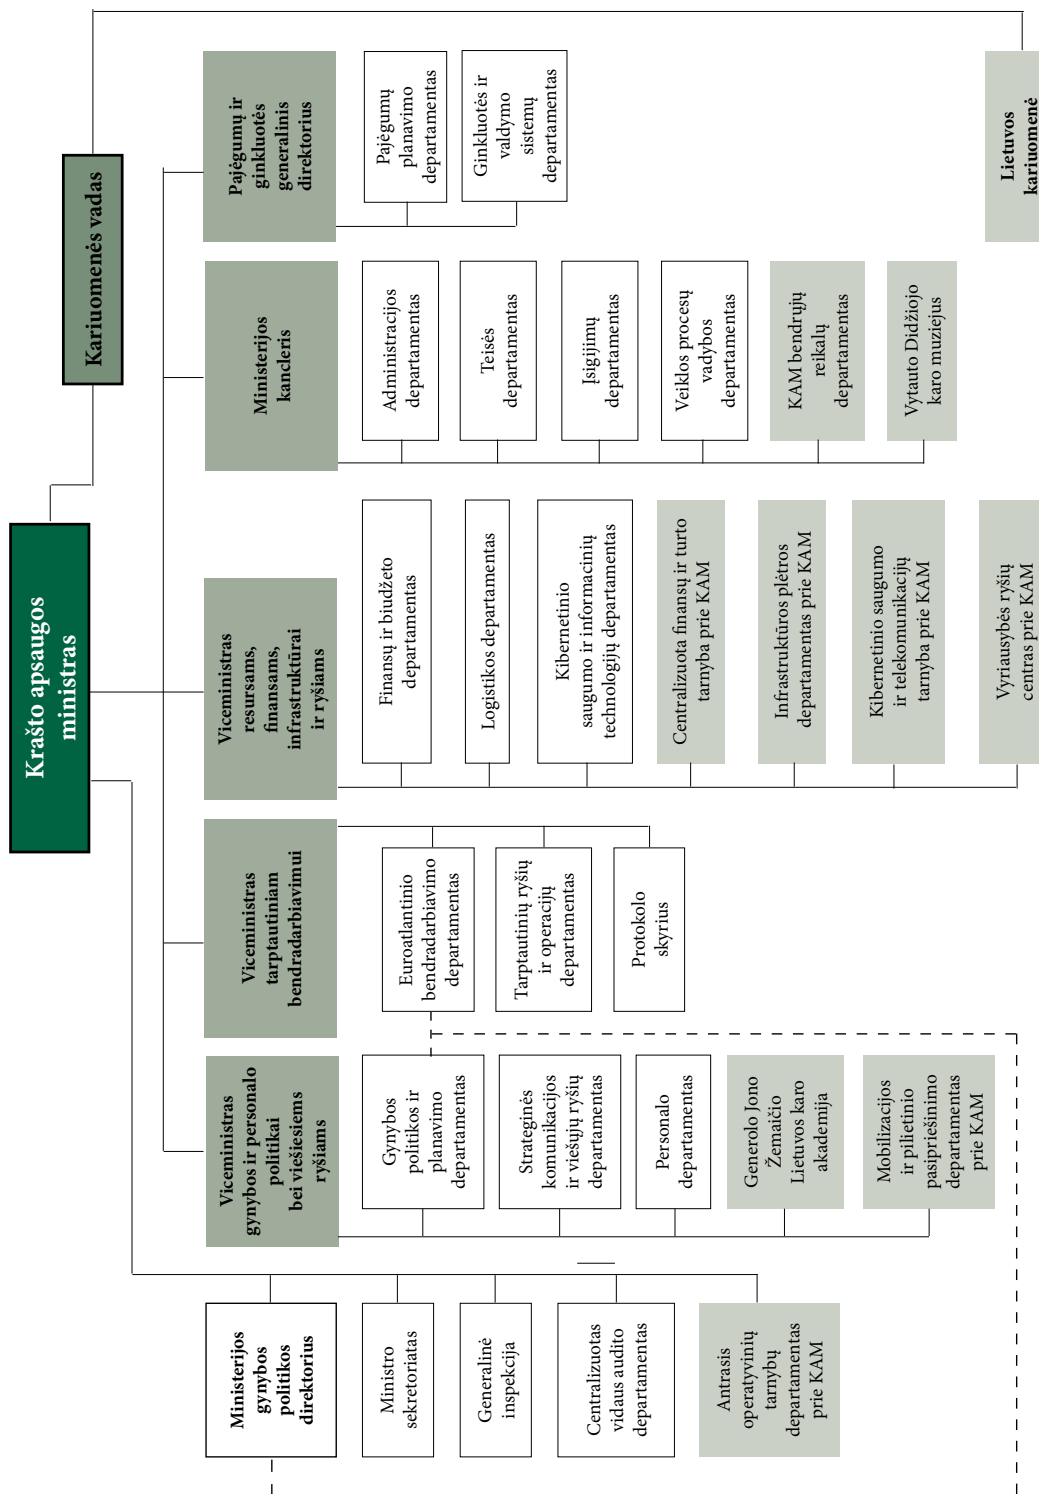 Krašto apsaugos
ministras
Kariuomenės vadas
Ministerijos
gynybos
politikos
direktorius
Ministro
sekretoriatas
Generalinė
inspekcija
Centralizuotas
vidaus audito
departamentas
Antrasis
operatyvinių
tarnybų
departamentas
prie KAM
Viceministras
gynybos ir personalo
politikai
bei viešiesiems
ryšiams
Gynybos
politikos ir
planavimo
departamentas
Strateginės
komunikacijos
ir viešųjų ryšių
departamentas
Personalo
departamentas
Generolo Jono
Žemaičio
Lietuvos karo
akademija
Mobilizacijos
ir pilietinio
pasipriešinimo
departamentas
prie KAM
Viceministras
tarptautiniam
bendradarbiavimui
Euroatlantinio
bendradarbiavimo
departamentas
Tarptautinių ryšių
ir operacijų
departamentas
Protokolo
skyrius
Viceministras
resursams,
finansams,
infrastruktūrai
ir ryšiams
Finansų ir biudžeto
departamentas
Logistikos departamentas
Kibernetinio
saugumo ir informacinių
technologijų departamentas
Centralizuota finansų ir turto
tarnyba prie KAM
Infrastruktūros plėtros
departamentas prie KAM
Kibernetinio saugumo
ir telekomunikacijų
tarnyba prie KAM
Vyriausybės ryšių
centras prie KAM
Ministerijos
kancleris
Administracijos
departamentas
Teisės
departamentas
Įsigijimų
departamentas
Veiklos procesų
vadybos
departamentas
KAM bendrųjų
reikalų
departamentas
Vytauto Didžiojo
karo muziejus
Pajėgumų ir
ginkluotės
generalinis
direktorius
Pajėgumų
planavimo
departamentas
Ginkluotės ir
valdymo
sistemų
departamentas
Lietuvos
kariuomenė